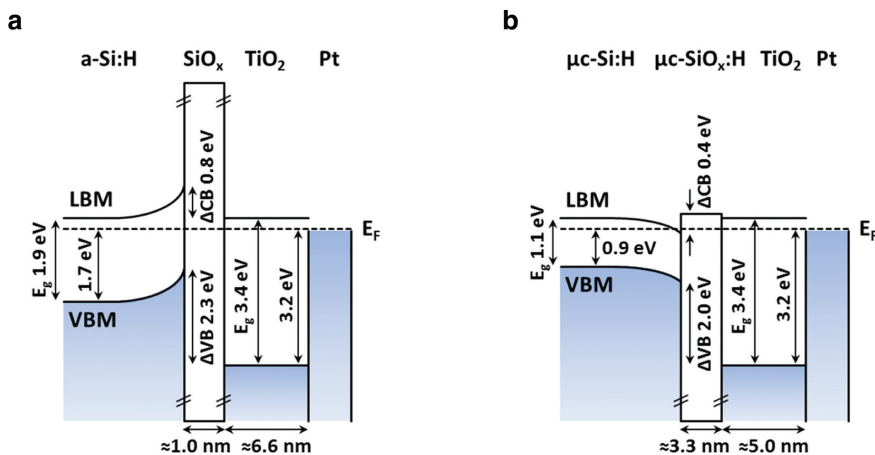 a
a-Si:H SiOx TiO2 Pt
LBM
VBM
Eg 1.9 eV
1.7 eV
ΔCB 0.8 eV
ΔVB 2.3 eV
Eg 3.4 eV
3.2 eV
EF
≈1.0 nm ≈6.6 nm
b
μc-Si:H μc-SiOx:H TiO2 Pt
LBM
VBM
Eg 1.1 eV
0.9 eV
ΔCB 0.4 eV
ΔVB 2.0 eV
Eg 3.4 eV
3.2 eV
EF
≈3.3 nm ≈5.0 nm